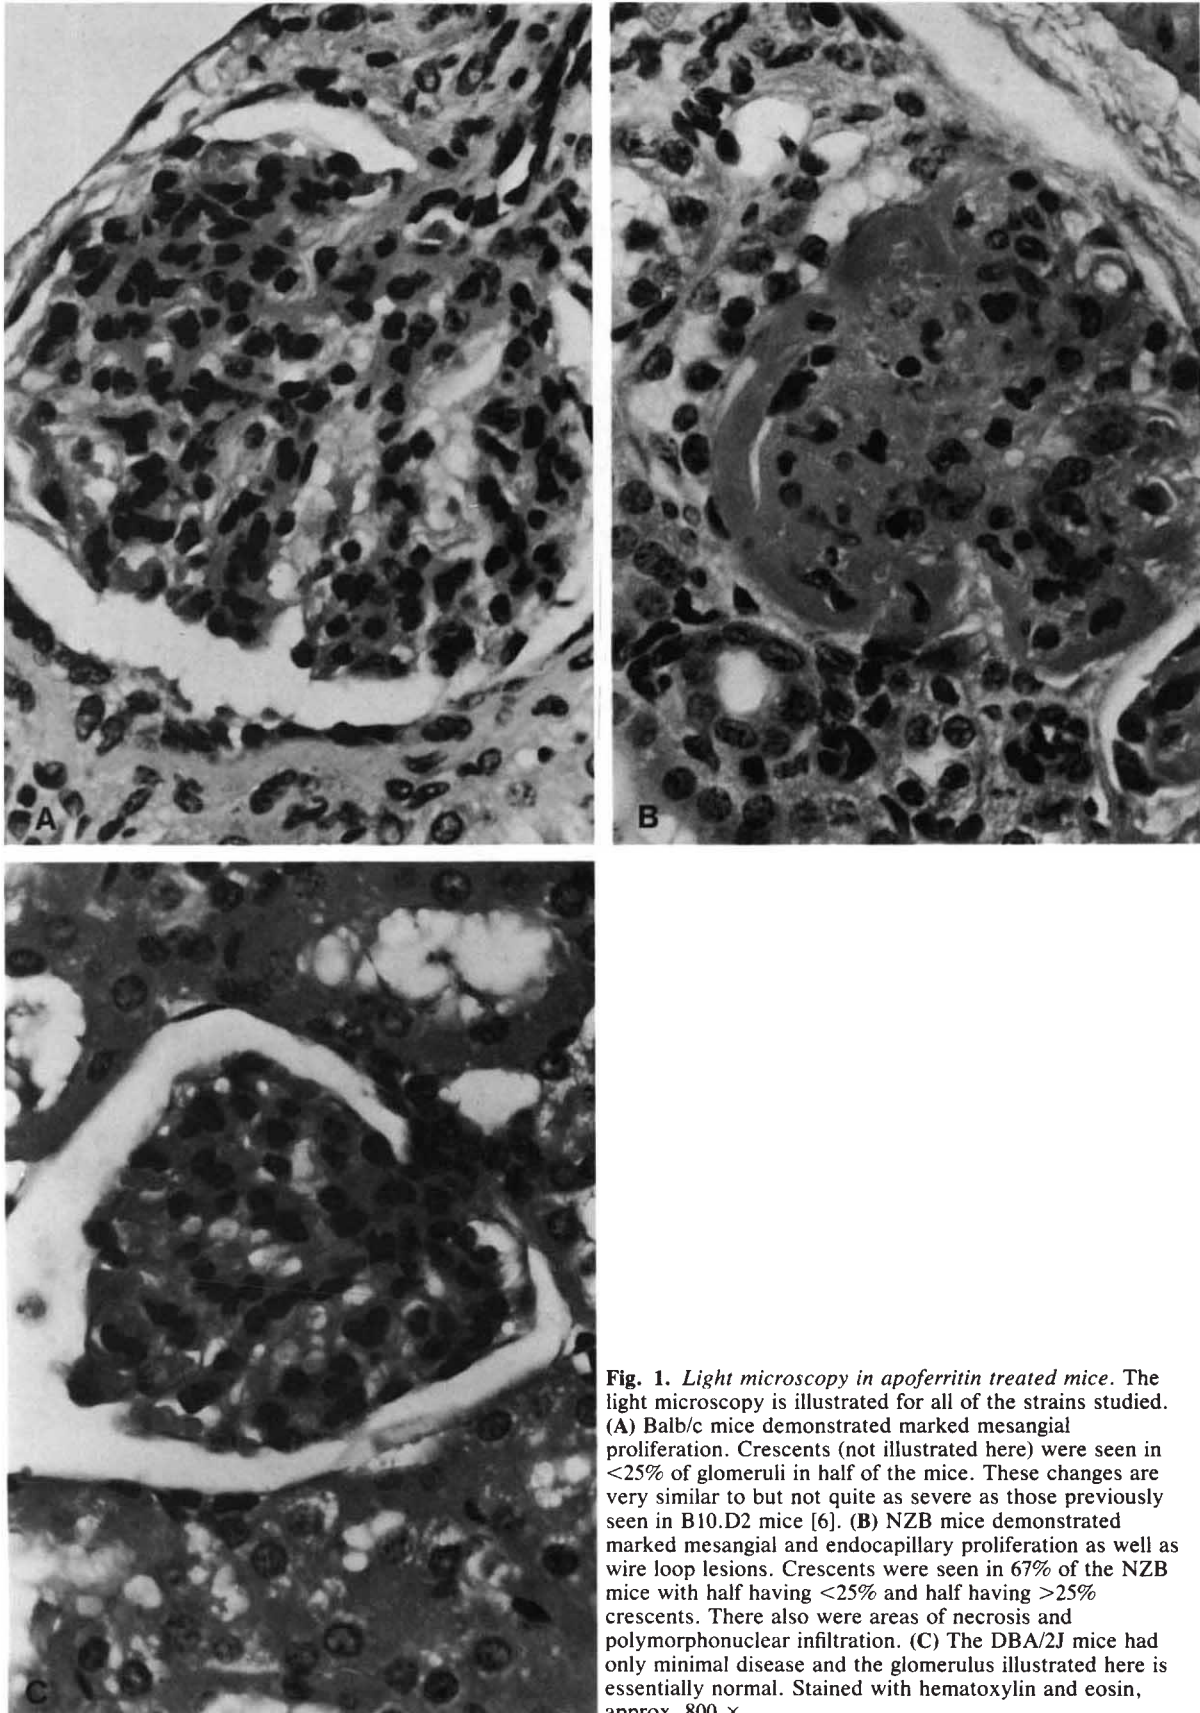 A
B
C
Fig. 1. Light microscopy in apoferritin treated mice. The
light microscopy is illustrated for all of the strains studied.
(A) Balb/c mice demonstrated marked mesangial
proliferation. Crescents (not illustrated here) were seen in
<25% of glomeruli in half of the mice. These changes are
very similar to but not quite as severe as those previously
seen in B10.D2 mice [6]. (B) NZB mice demonstrated
marked mesangial and endocapillary proliferation as well as
wire loop lesions. Crescents were seen in 67% of the NZB
mice with half having <25% and half having >25%
crescents. There also were areas of necrosis and
polymorphonuclear infiltration. (C) The DBA/2J mice had
only minimal disease and the glomerulus illustrated here is
essentially normal. Stained with hematoxylin and eosin,
approx. 800 ×